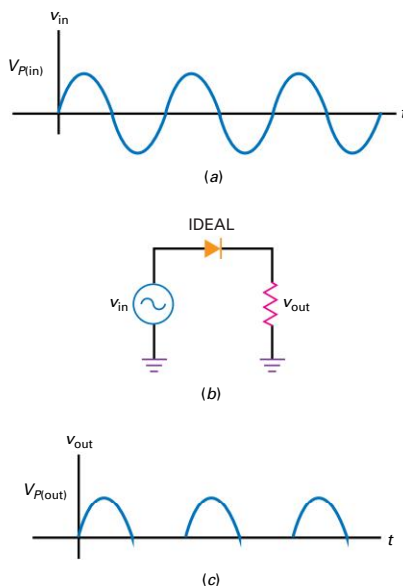 v_in
V_P(in)
t
(a)
IDEAL
v_in
v_out
(b)
v_out
V_P(out)
t
(c)